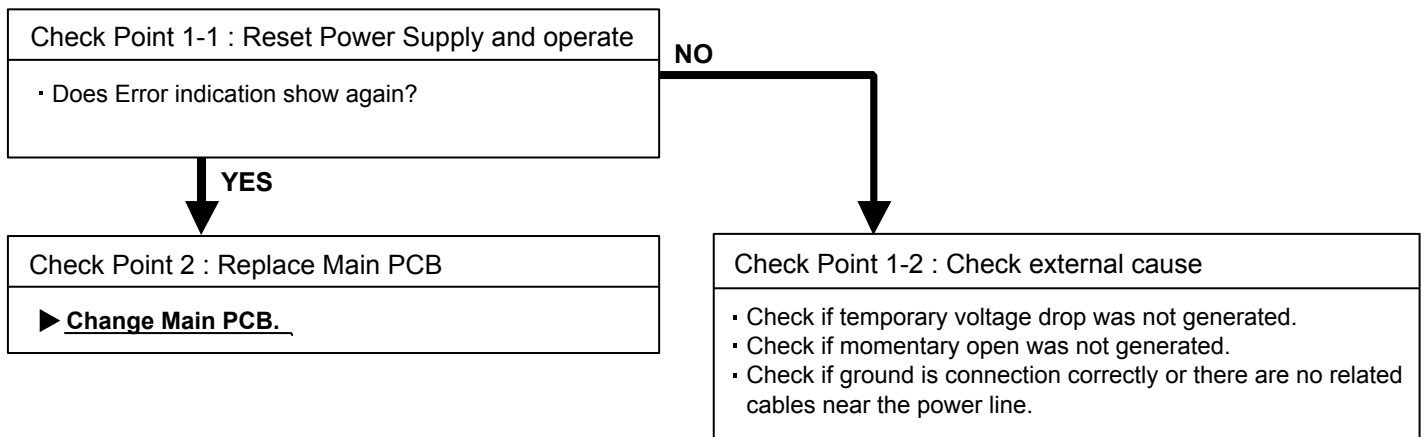 Check Point 1-1 : Reset Power Supply and operate
· Does Error indication show again?
NO
YES
Check Point 2 : Replace Main PCB
▶ Change Main PCB.
Check Point 1-2 : Check external cause
· Check if temporary voltage drop was not generated.
· Check if momentary open was not generated.
· Check if ground is connection correctly or there are no related
cables near the power line.